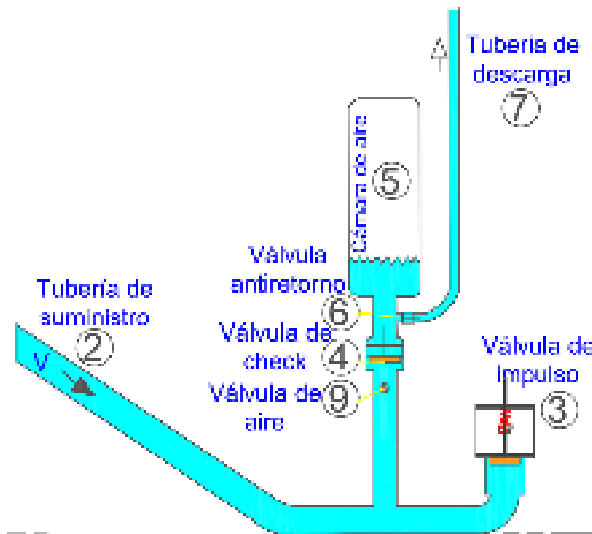 Tubería de
descarga
7
Cámara de aire
5
Válvula
antiretorno
6
Tubería de
suministro
2
V
Válvula de
check
4
Válvula de
impulso
3
Válvula de
aire
9